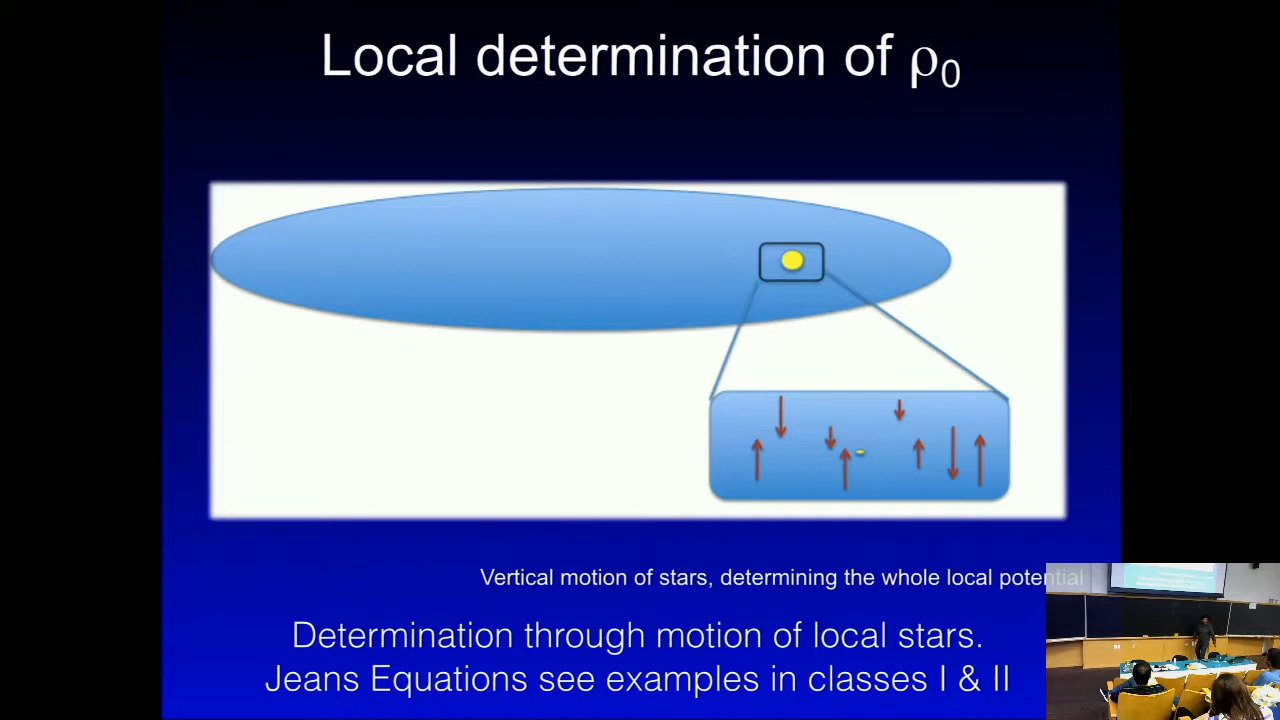 Local determination of ρ₀
Vertical motion of stars, determining the whole local potential
Determination through motion of local stars.
Jeans Equations see examples in classes I & II